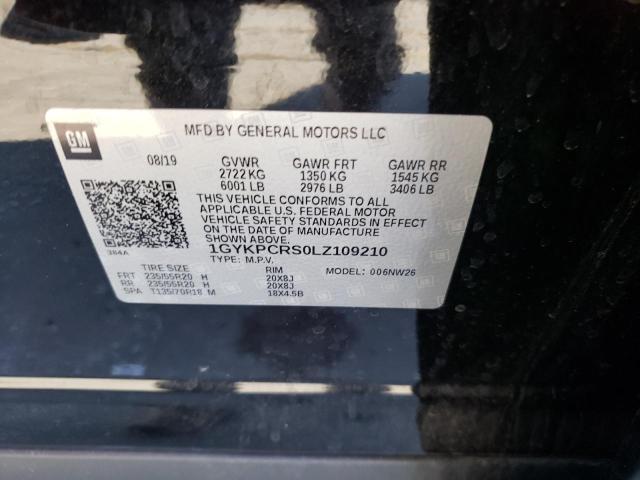 GM
MFD BY GENERAL MOTORS LLC
08/19 GVWR GAWR FRT GAWR RR
2722 KG 1350 KG 1545 KG
6001 LB 2976 LB 3406 LB
THIS VEHICLE CONFORMS TO ALL
APPLICABLE U.S. FEDERAL MOTOR
VEHICLE SAFETY STANDARDS IN EFFECT
ON THE DATE OF MANUFACTURE
SHOWN ABOVE.
384A
1GYKPCRS0LZ109210
TYPE: M.P.V.
TIRE SIZE RIM MODEL: 006NW26
FRT 235/55R20 H 20X8J
RR 235/55R20 H 20X8J
SPA T135/70R18 M 18X4.5B